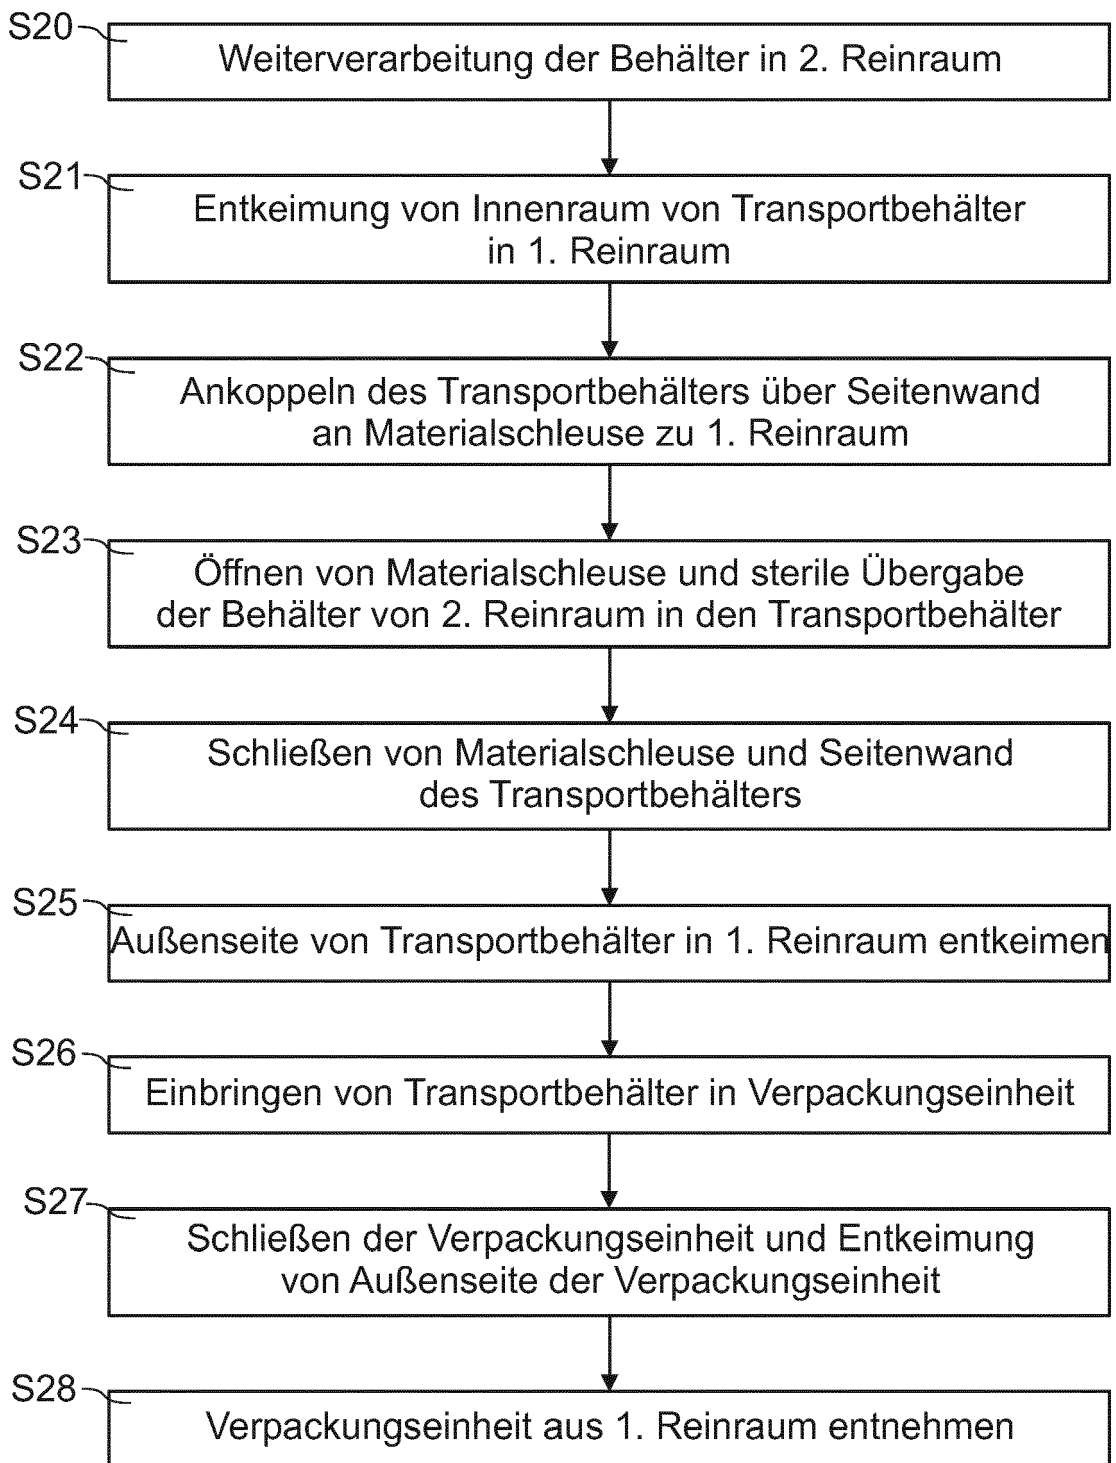 S20
Weiterverarbeitung der Behälter in 2. Reinraum
S21
Entkeimung von Innenraum von Transportbehälter
in 1. Reinraum
S22
Ankoppeln des Transportbehälters über Seitenwand
an Materialschleuse zu 1. Reinraum
S23
Öffnen von Materialschleuse und sterile Übergabe
der Behälter von 2. Reinraum in den Transportbehälter
S24
Schließen von Materialschleuse und Seitenwand
des Transportbehälters
S25
Außenseite von Transportbehälter in 1. Reinraum entkeimen
S26
Einbringen von Transportbehälter in Verpackungseinheit
S27
Schließen der Verpackungseinheit und Entkeimung
von Außenseite der Verpackungseinheit
S28
Verpackungseinheit aus 1. Reinraum entnehmen